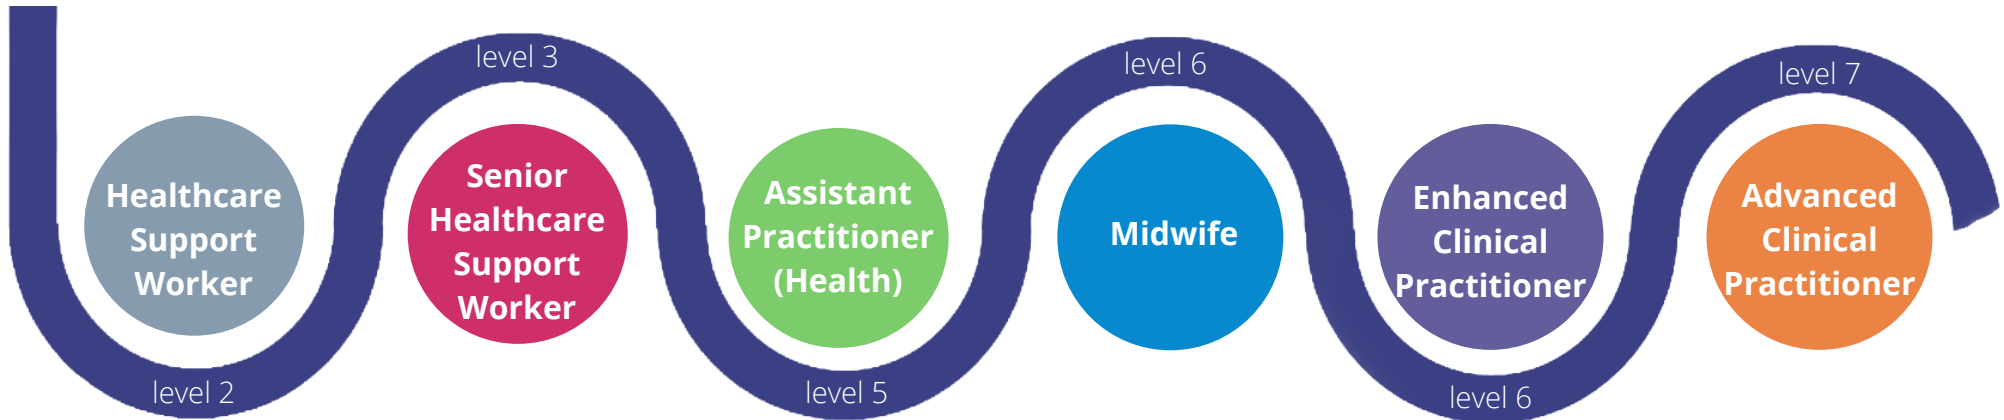 Healthcare
Support
Worker
level 2
level 3
Senior
Healthcare
Support
Worker
Assistant
Practitioner
(Health)
level 5
level 6
Midwife
Enhanced
Clinical
Practitioner
level 6
level 7
Advanced
Clinical
Practitioner